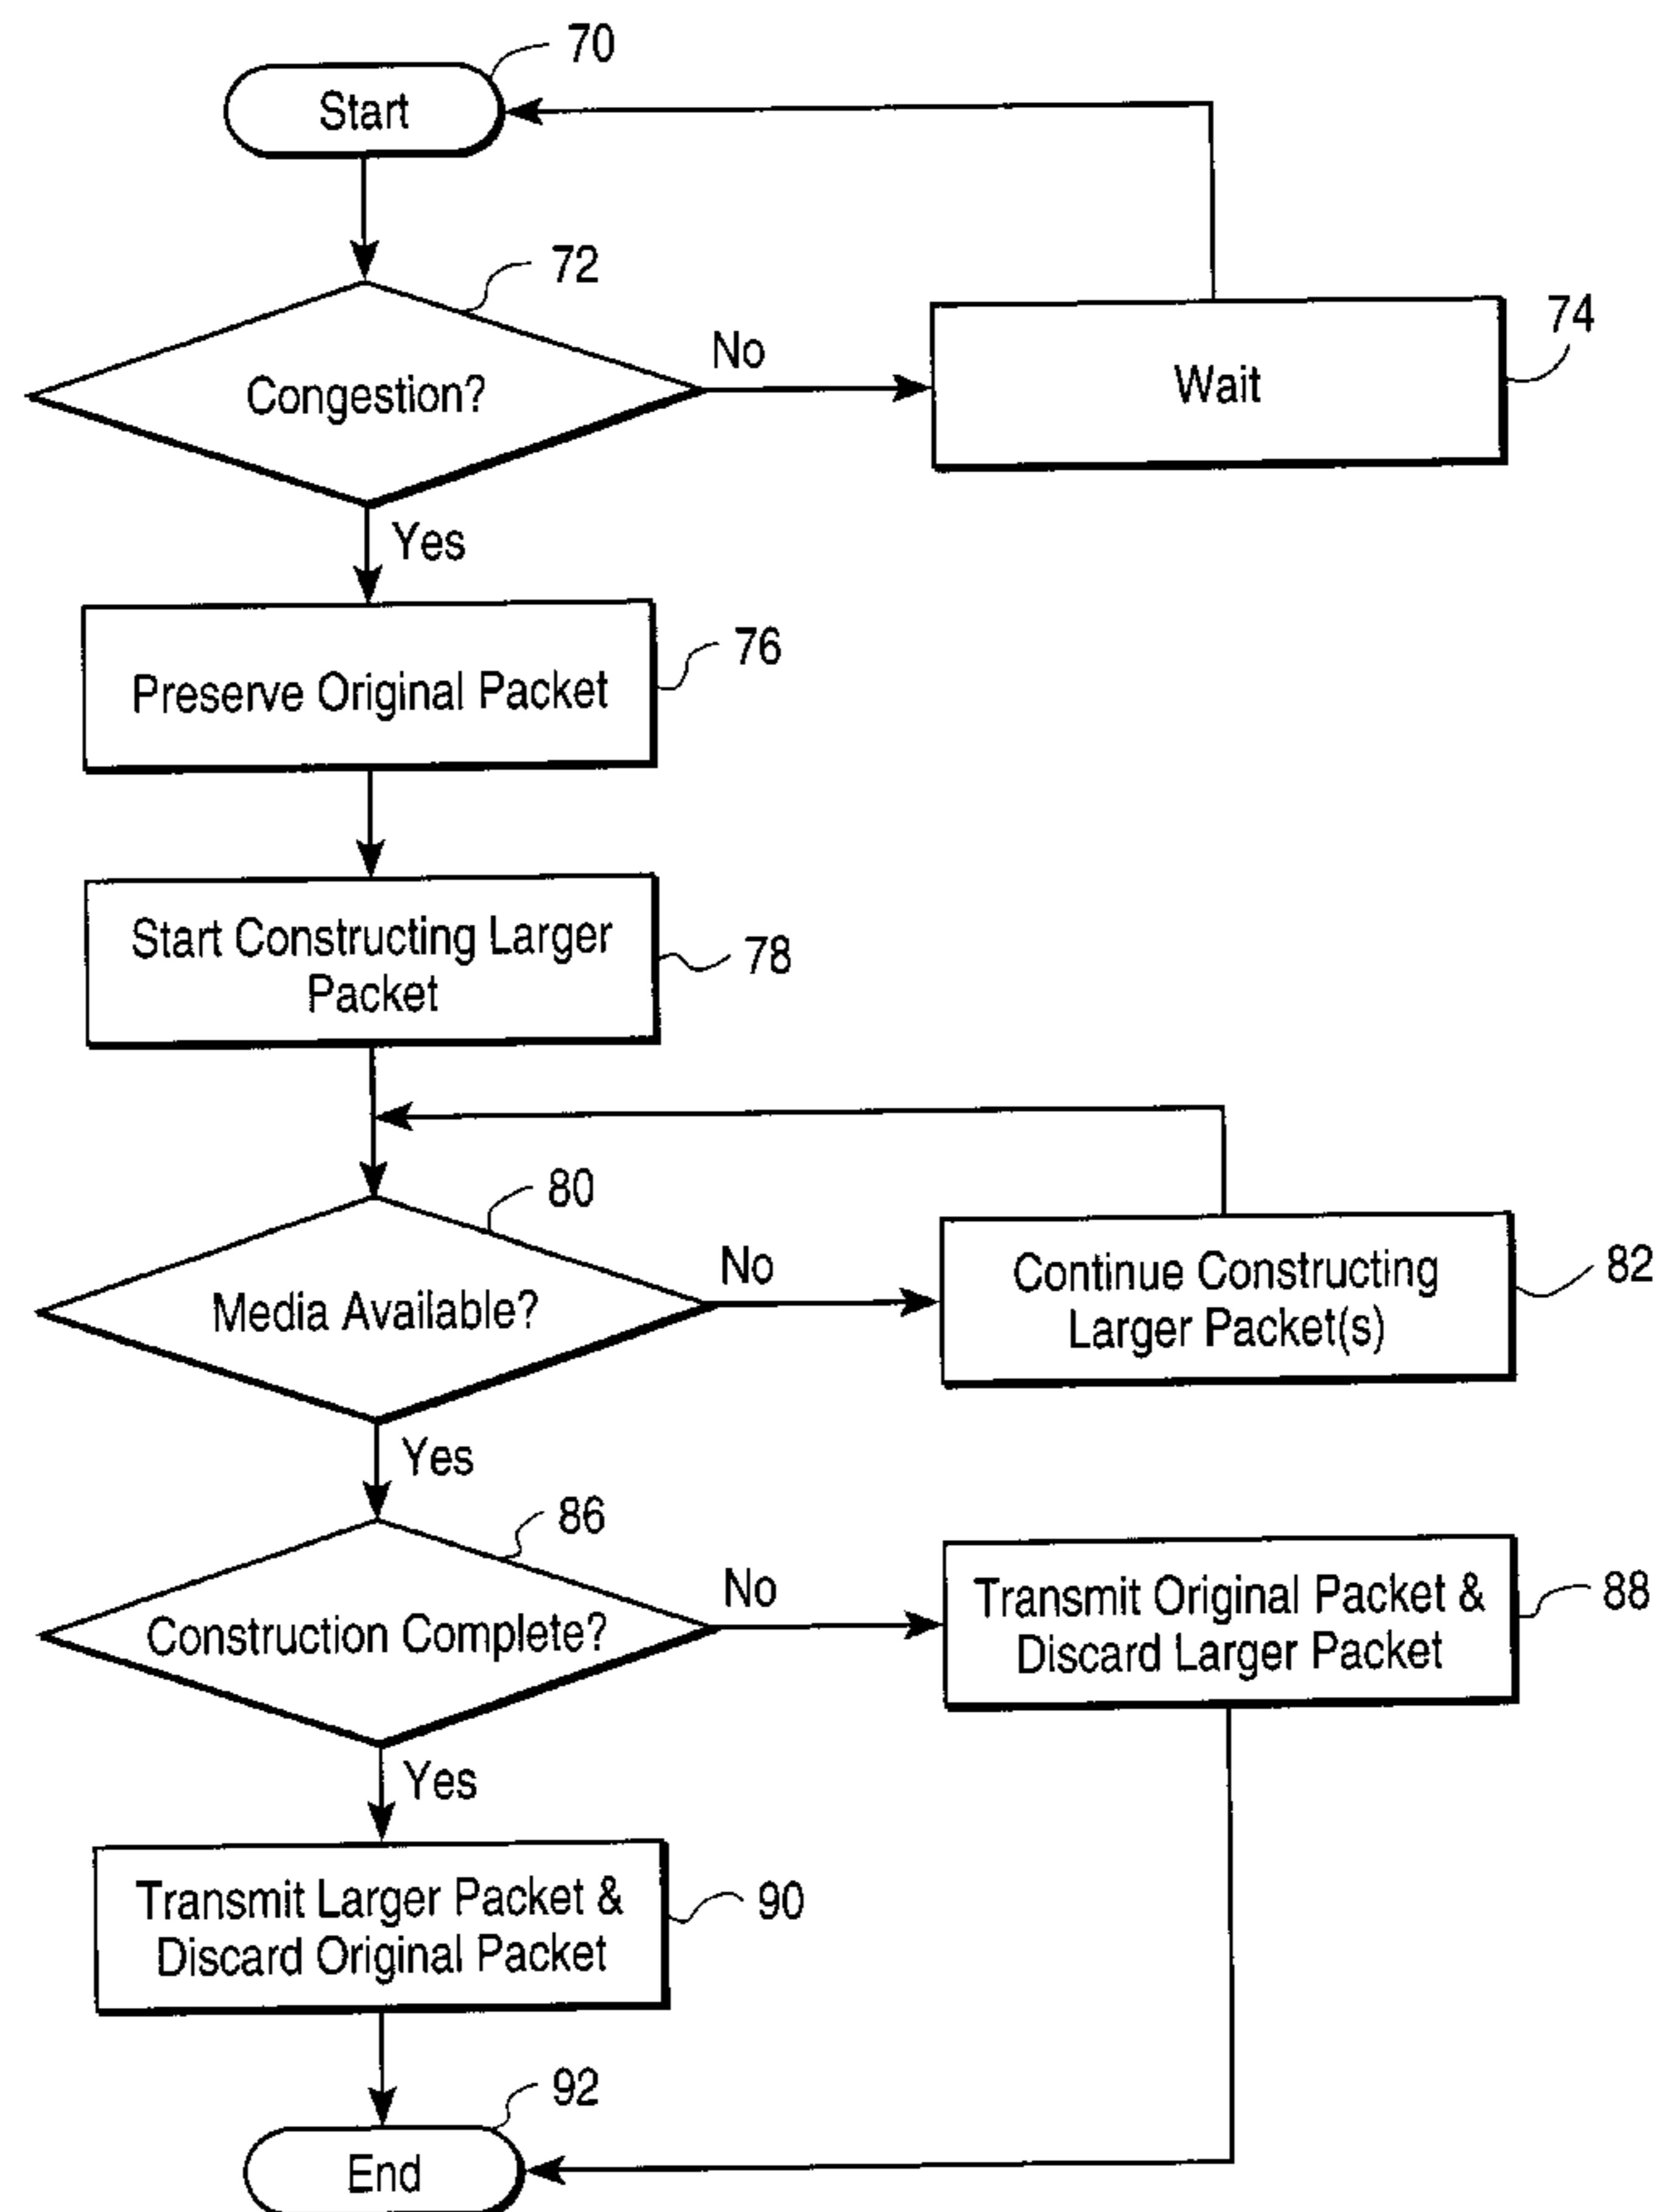 70
Start
72
Congestion?
No
Wait
74
Yes
Preserve Original Packet
76
Start Constructing Larger
Packet
78
80
Media Available?
No
Continue Constructing
Larger Packet(s)
82
Yes
86
Construction Complete?
No
Transmit Original Packet &
Discard Larger Packet
88
Yes
Transmit Larger Packet &
Discard Original Packet
90
92
End